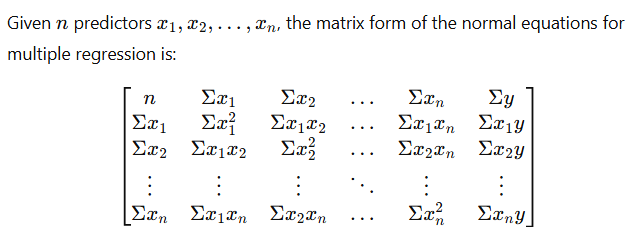 Given n predictors x₁, x₂, . . . , xₙ, the matrix form of the normal equations for
multiple regression is:
n Σx₁ Σx₂ … Σxₙ Σy
Σx₁ Σx₁² Σx₁x₂ … Σx₁xₙ Σx₁y
Σx₂ Σx₁x₂ Σx₂² … Σx₂xₙ Σx₂y
⋮ ⋮ ⋮ ⋱ ⋮ ⋮
Σxₙ Σx₁xₙ Σx₂xₙ … Σxₙ² Σxₙy